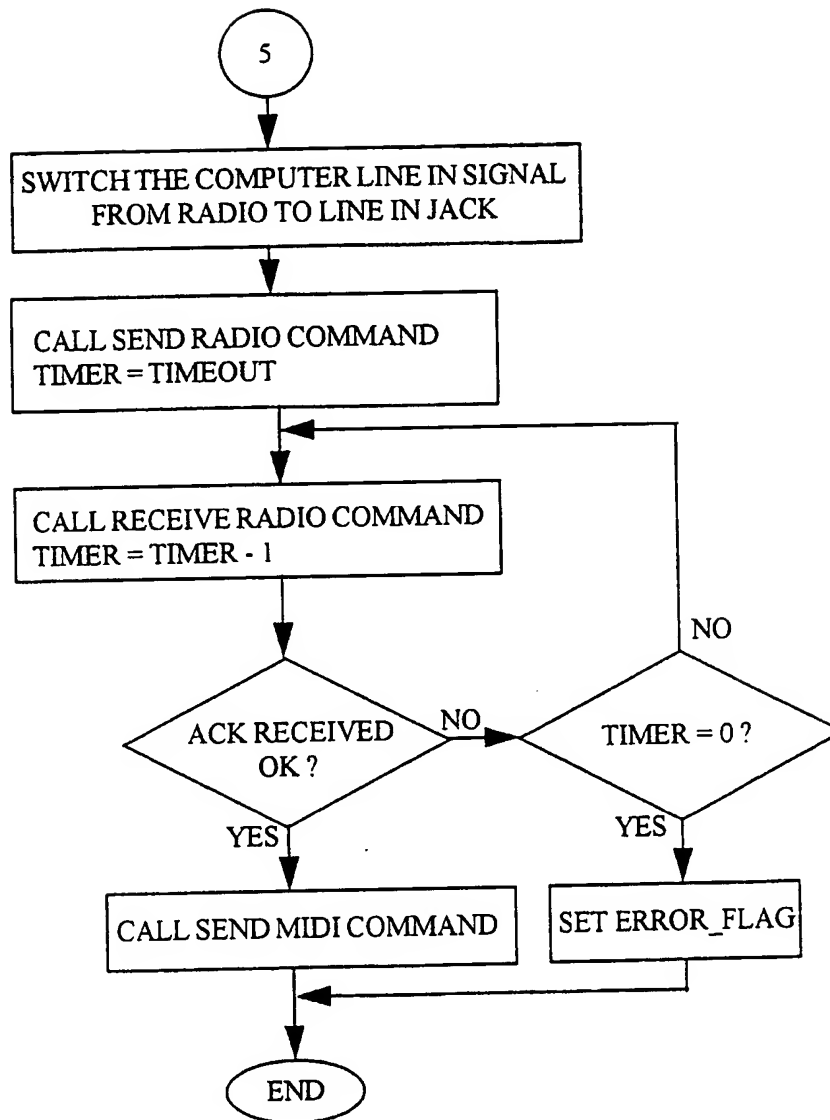 5
SWITCH THE COMPUTER LINE IN SIGNAL
FROM RADIO TO LINE IN JACK
CALL SEND RADIO COMMAND
TIMER = TIMEOUT
CALL RECEIVE RADIO COMMAND
TIMER = TIMER - 1
NO
ACK RECEIVED
OK ?
NO
TIMER = 0 ?
YES
YES
CALL SEND MIDI COMMAND
SET ERROR_FLAG
END